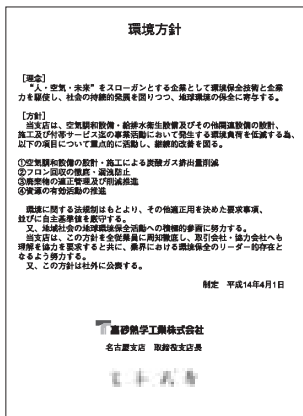 環境方針
［理念］
“人・空気・未来”をスローガンとする企業として環境保全技術と企業
力を駆使し、社会の持続的発展を図りつつ、地球環境の保全に寄与する。
［方針］
当支店は、空気調和設備・給排水衛生設備及びその他関連設備の設計、
施工及び付帯サービス迄の事業活動において発生する環境負荷を低減する為、
以下の項目について重点的に活動し、継続的改善を図る。
①空気調和設備の設計・施工による炭酸ガス排出量削減
②フロン回収の徹底・漏洩防止
③廃棄物の適正管理及び削減推進
④資源の有効活動の推進
環境に関する法規制はもとより、その他適正用を決めた要求事項、
並びに自主基準値を厳守する。
又、地域社会の地球環境保全活動への積極的参画に努力する。
当支店は、この方針を全従業員に周知徹底し、取引会社・協力会社へも
理解を協力を要求すると共に、業界における環境保全のリーダー的存在と
なるよう努力する。
又、この方針は社外に公表する。
制定　平成14年4月1日
高砂熱学工業株式会社
名古屋支店　取締役支店長